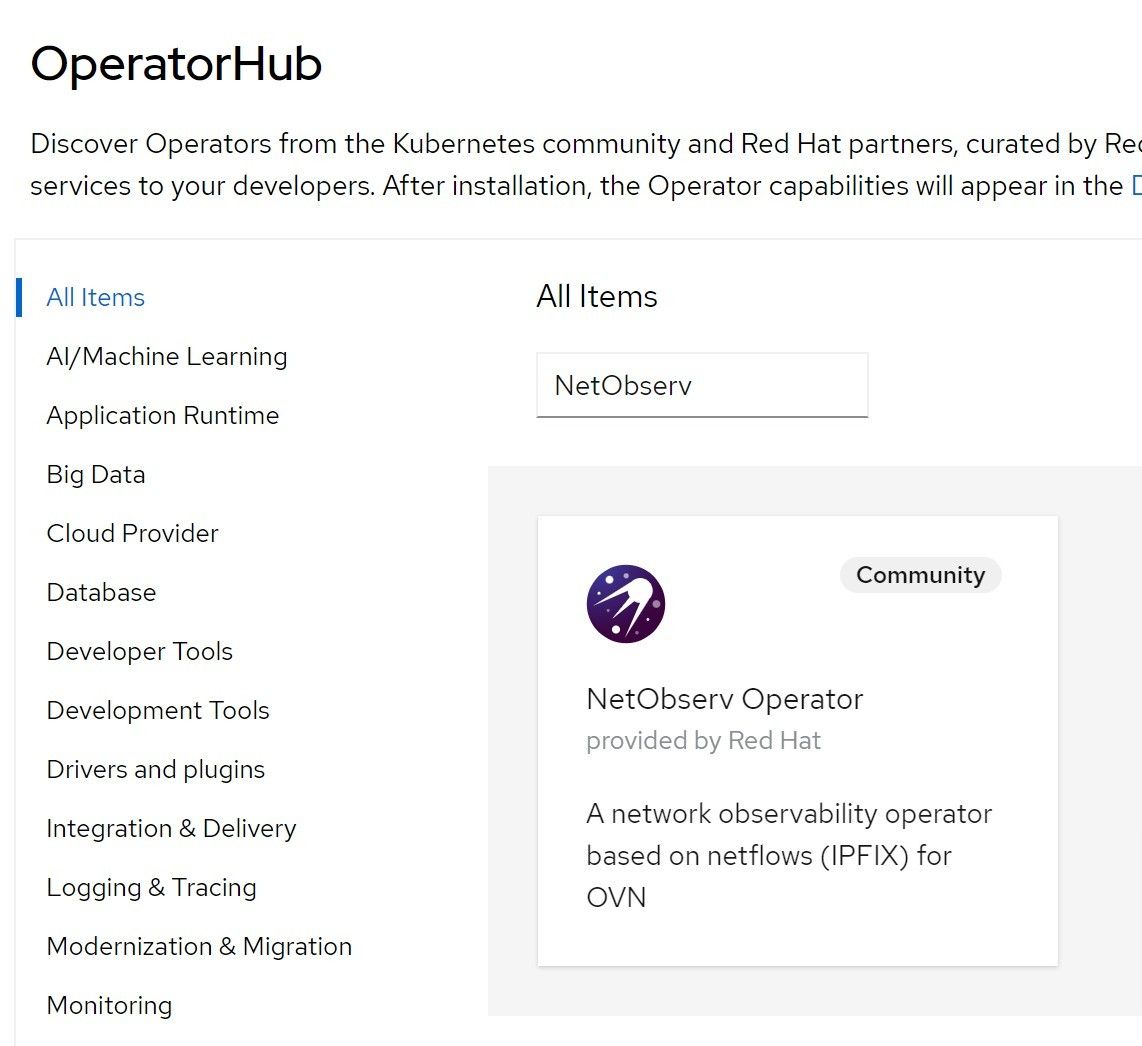 OperatorHub
Discover Operators from the Kubernetes community and Red Hat partners, curated by
services to your developers. After installation, the Operator capabilities will appear in the
All Items
AI/Machine Learning
Application Runtime
Big Data
Cloud Provider
Database
Developer Tools
Development Tools
Drivers and plugins
Integration & Delivery
Logging & Tracing
Modernization & Migration
Monitoring
All Items
NetObserv
Community
NetObserv Operator
provided by Red Hat
A network observability operator
based on netflows (IPFIX) for
OVN